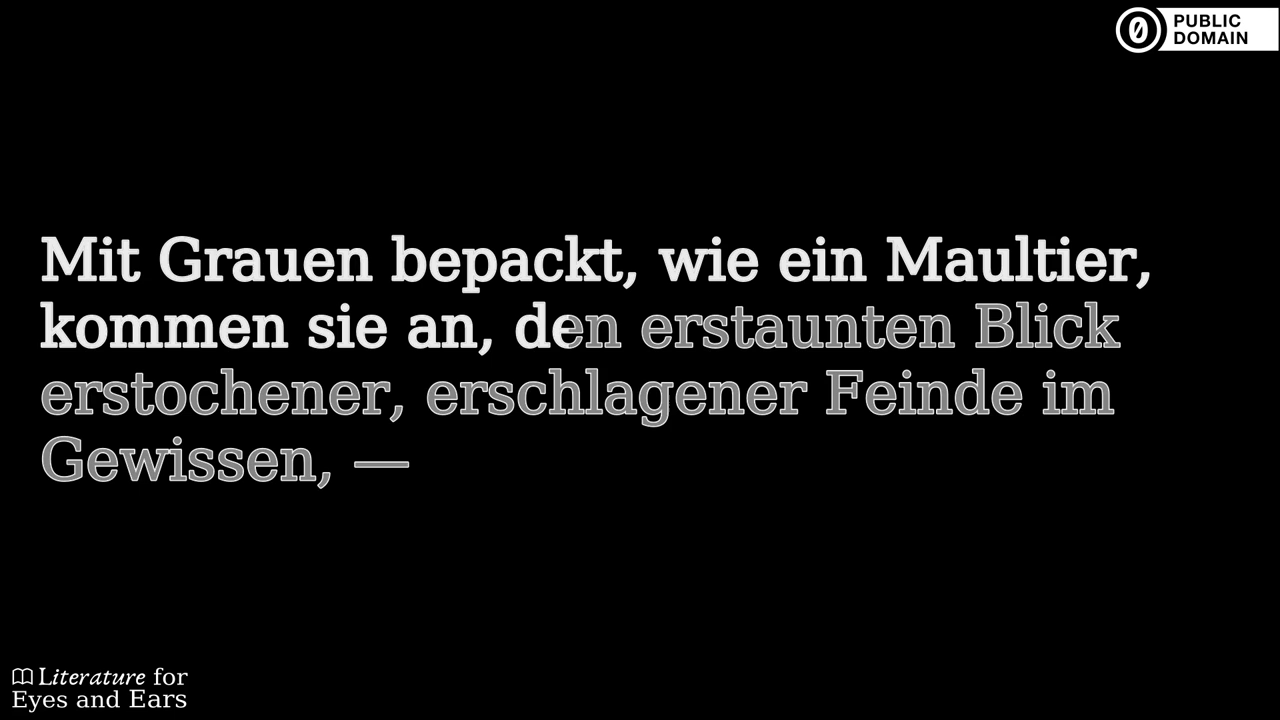 PUBLIC
DOMAIN
Mit Grauen bepackt, wie ein Maultier,
kommen sie an, den erstaunten Blick
erstochener, erschlagener Feinde im
Gewissen, —
Literature for
Eyes and Ears